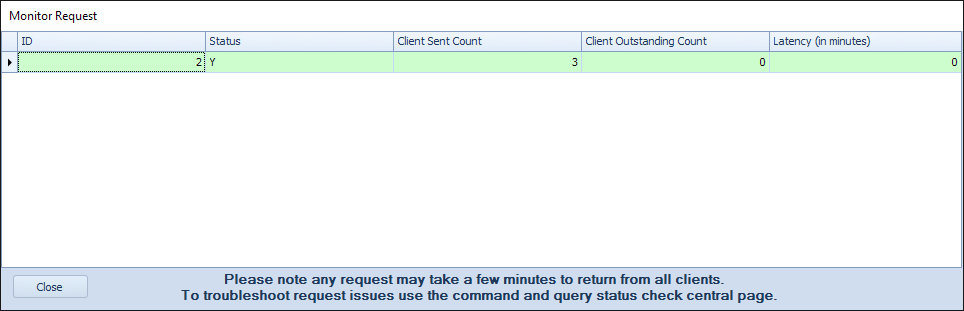 Monitor Request
ID Status Client Sent Count Client Outstanding Count Latency (in minutes)
2 Y 3 0 0
Please note any request may take a few minutes to return from all clients.
Close
To troubleshoot request issues use the command and query status check central page.